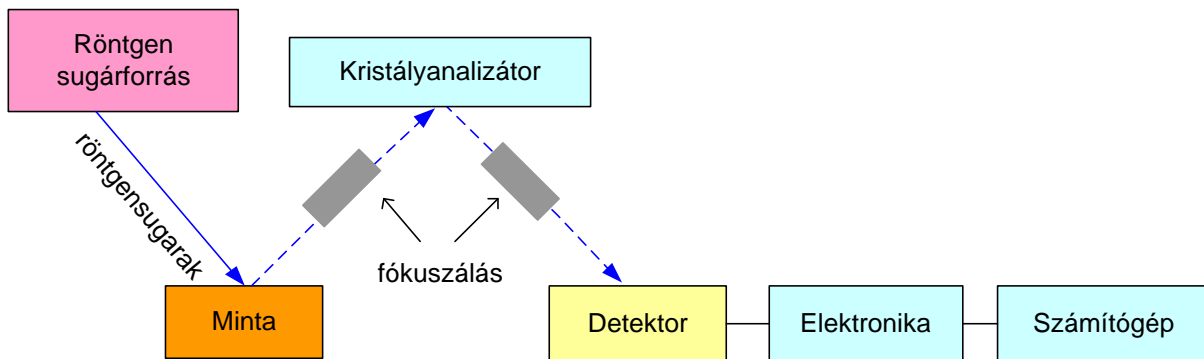 Röntgen
sugárforrás
Kristályanalizátor
röntgensugarak
fókuszálás
Minta
Detektor
Elektronika
Számítógép